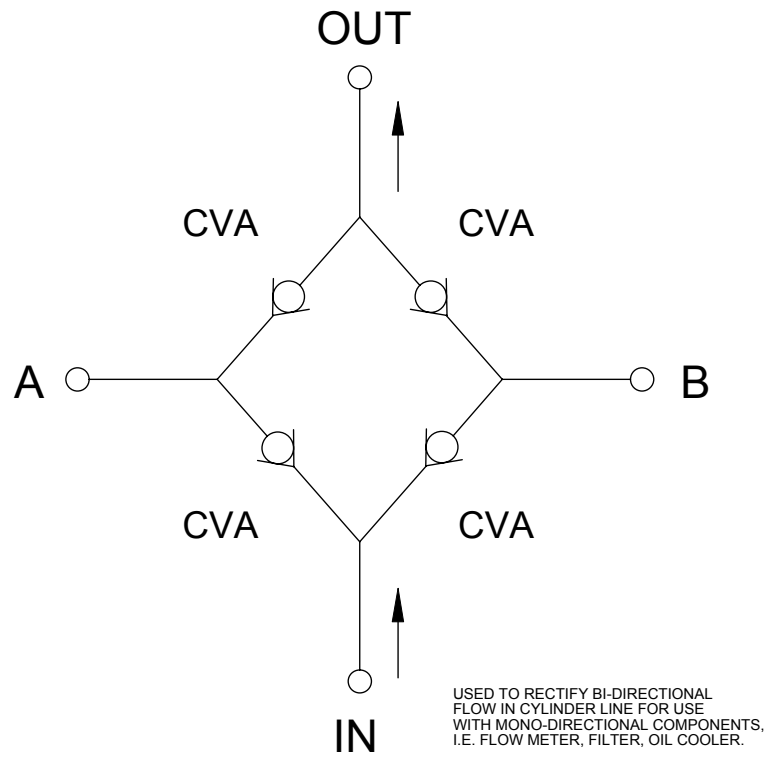 OUT
CVA CVA
A B
CVA CVA
IN
USED TO RECTIFY BI-DIRECTIONAL
FLOW IN CYLINDER LINE FOR USE
WITH MONO-DIRECTIONAL COMPONENTS,
I.E. FLOW METER, FILTER, OIL COOLER.